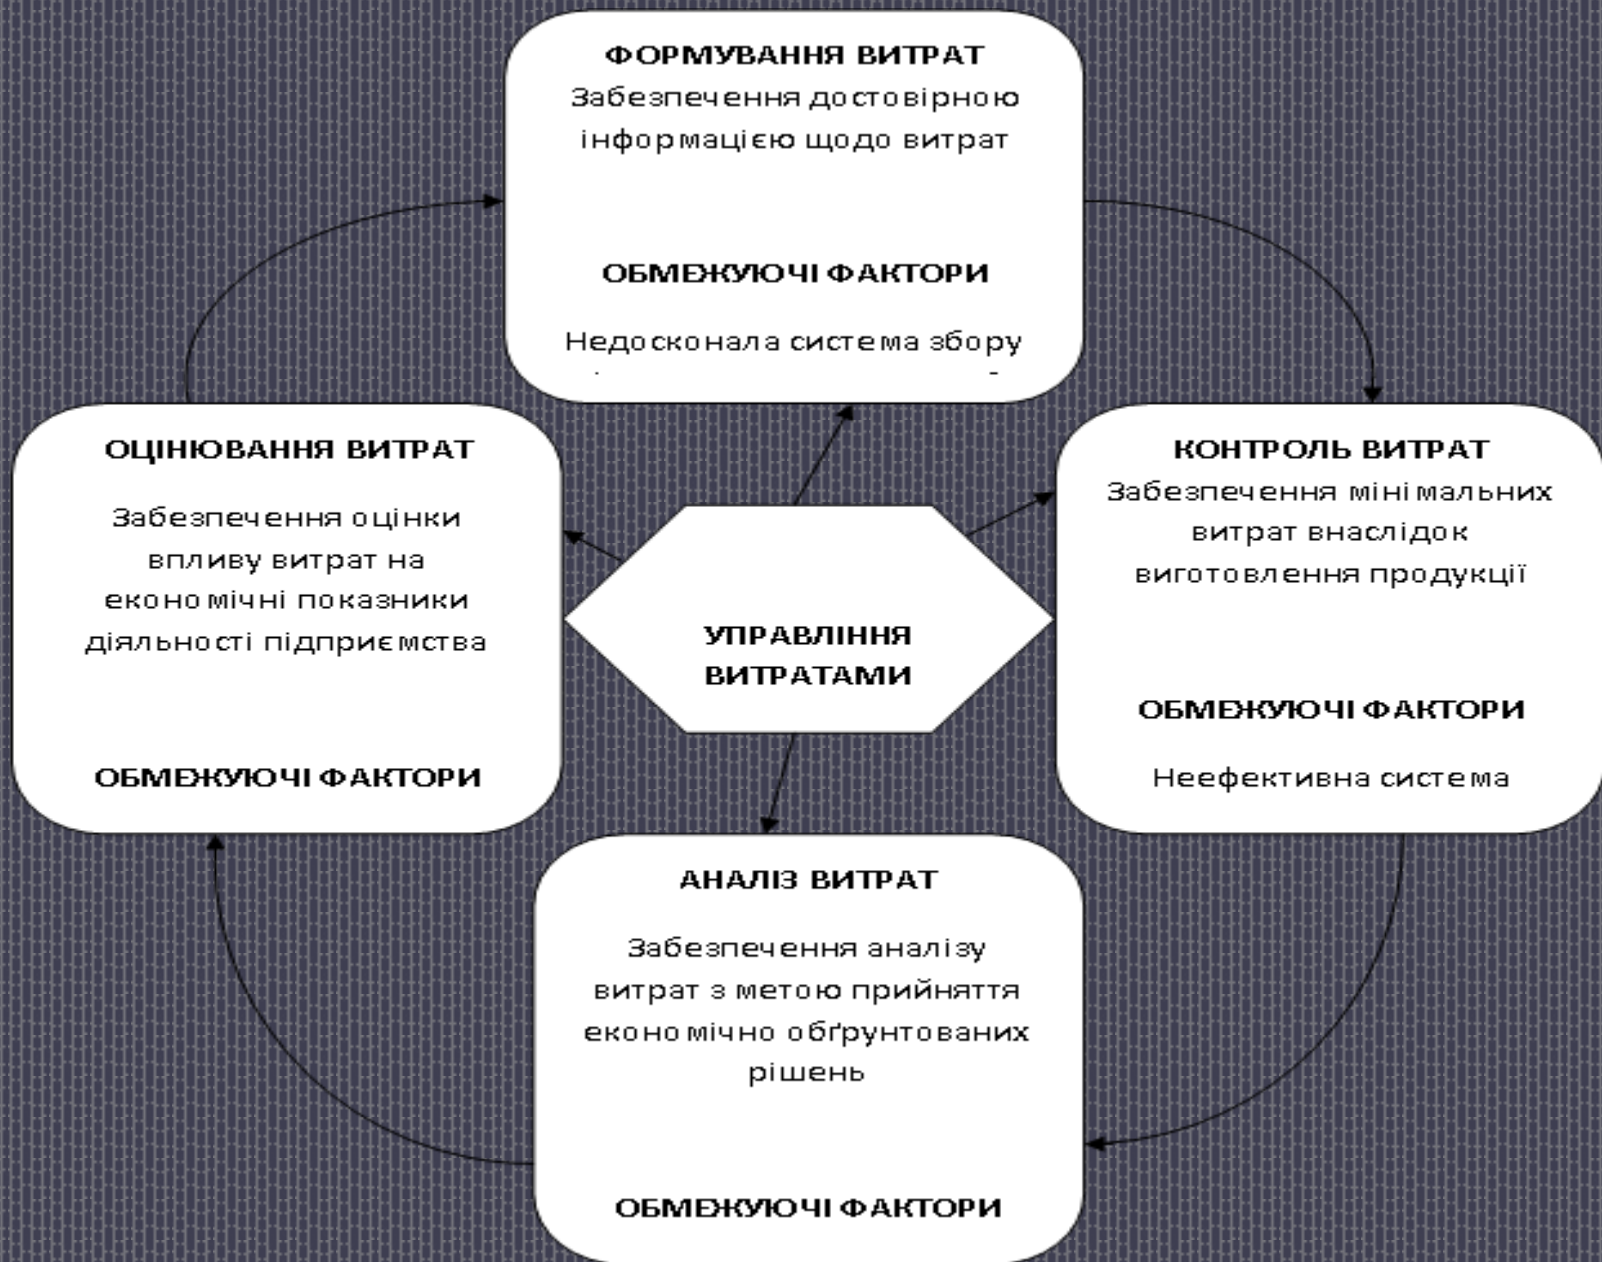 ФОРМУВАННЯ ВИТРАТ
Забезпечення достовірною
інформацією щодо витрат
ОБМЕЖУЮЧІ ФАКТОРИ
Недосконала система збору
ОЦІНЮВАННЯ ВИТРАТ
Забезпечення оцінки
впливу витрат на
економічні показники
діяльності підприємства
ОБМЕЖУЮЧІ ФАКТОРИ
УПРАВЛІННЯ
ВИТРАТАМИ
КОНТРОЛЬ ВИТРАТ
Забезпечення мінімальних
витрат внаслідок
виготовлення продукції
ОБМЕЖУЮЧІ ФАКТОРИ
Неефективна система
АНАЛІЗ ВИТРАТ
Забезпечення аналізу
витрат з метою прийняття
економічно обґрунтованих
рішень
ОБМЕЖУЮЧІ ФАКТОРИ